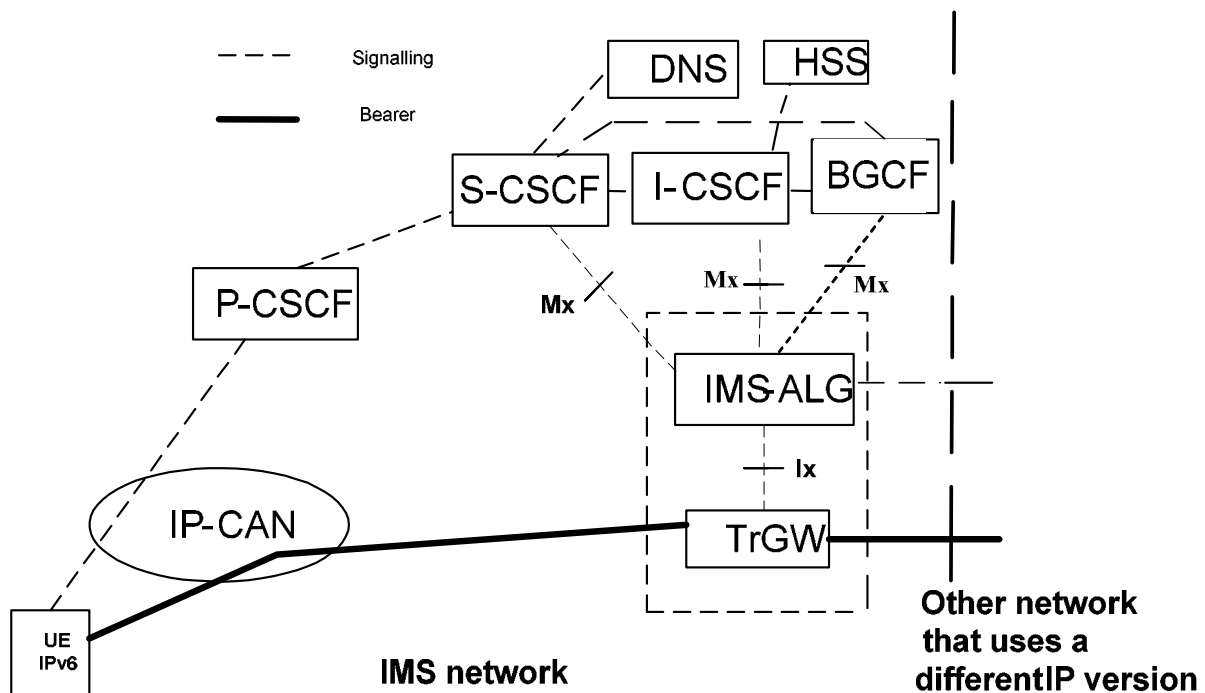 Signalling
Bearer
DNS
HSS
S-CSCF
I-CSCF
BGCF
P-CSCF
Mx
Mx
Mx
IMS-ALG
Ix
IP-CAN
TrGW
UE
IPv6
IMS network
Other network
that uses a
differentIP version